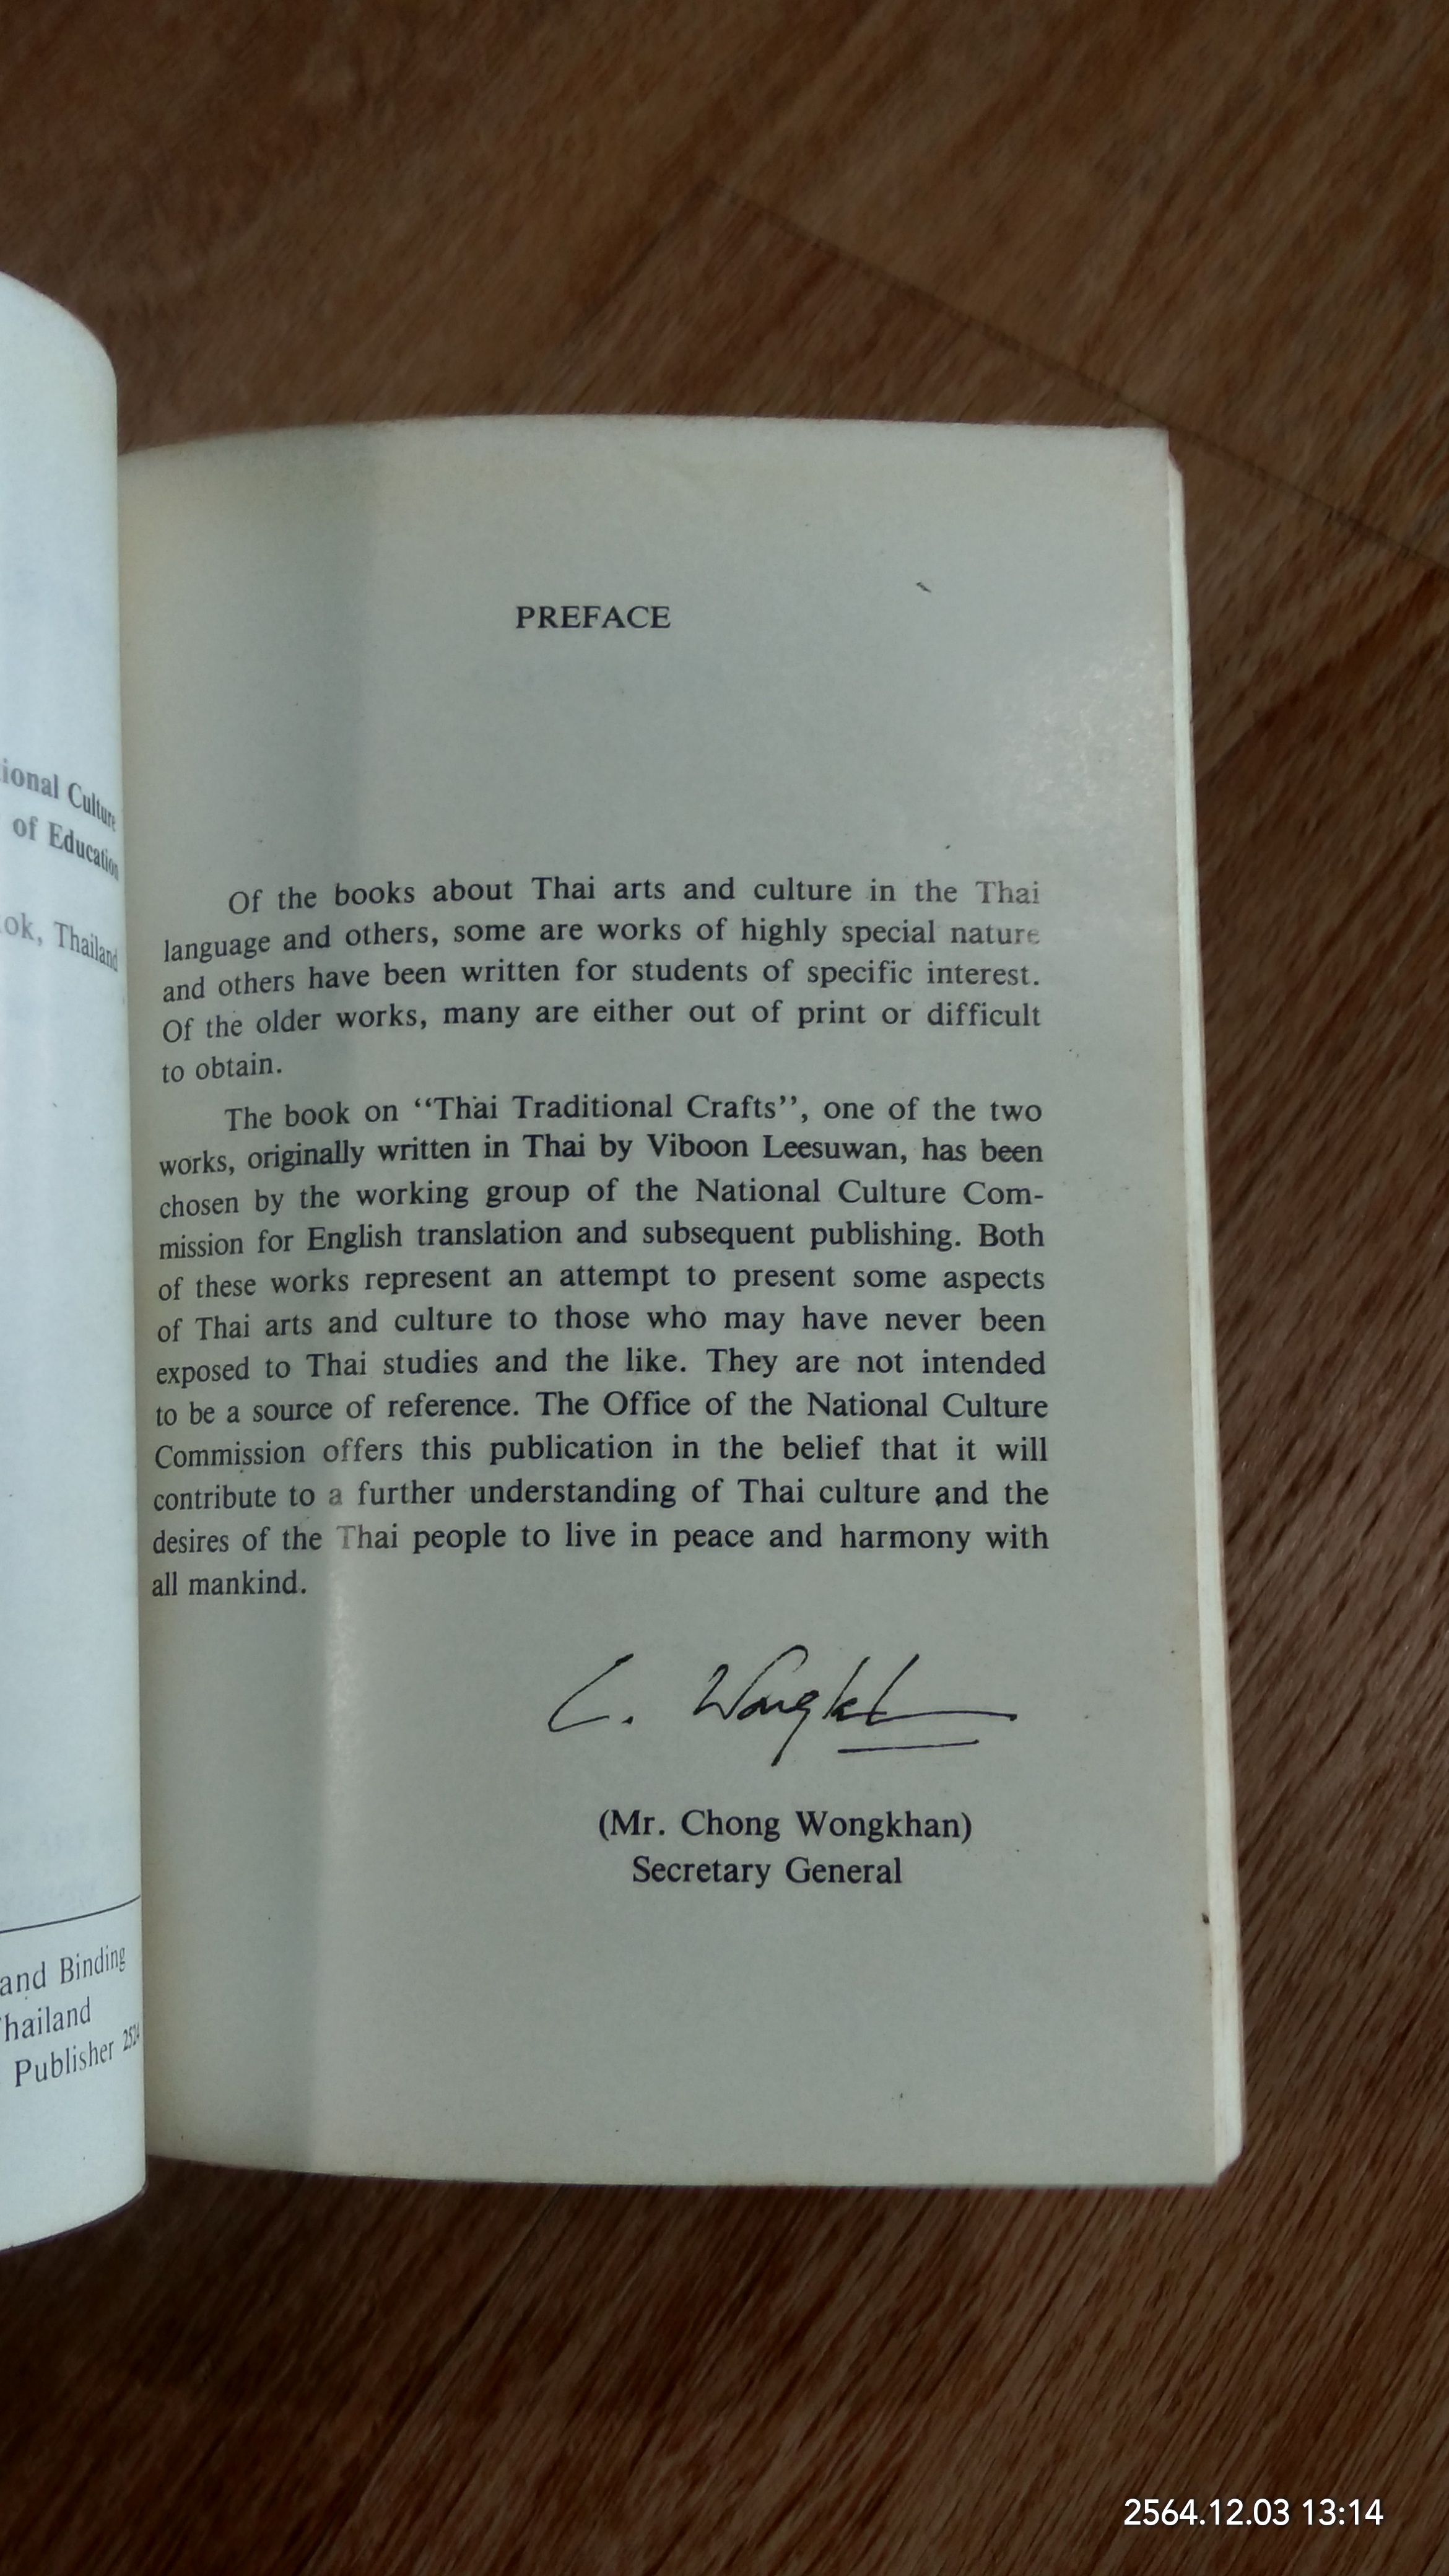 tional Culture
of Education
ok, Thailand
and Binding
Thailand
Publisher
PREFACE
Of the books about Thai arts and culture in the Thai
language and others, some are works of highly special nature
and others have been written for students of specific interest.
Of the older works, many are either out of print or difficult
to obtain.
The book on “Thai Traditional Crafts”, one of the two
works, originally written in Thai by Viboon Leesuwan, has been
chosen by the working group of the National Culture Com-
mission for English translation and subsequent publishing. Both
of these works represent an attempt to present some aspects
of Thai arts and culture to those who may have never been
exposed to Thai studies and the like. They are not intended
to be a source of reference. The Office of the National Culture
Commission offers this publication in the belief that it will
contribute to a further understanding of Thai culture and the
desires of the Thai people to live in peace and harmony with
all mankind.
C. Wongkh
(Mr. Chong Wongkhan)
Secretary General
2564.12.03 13:14